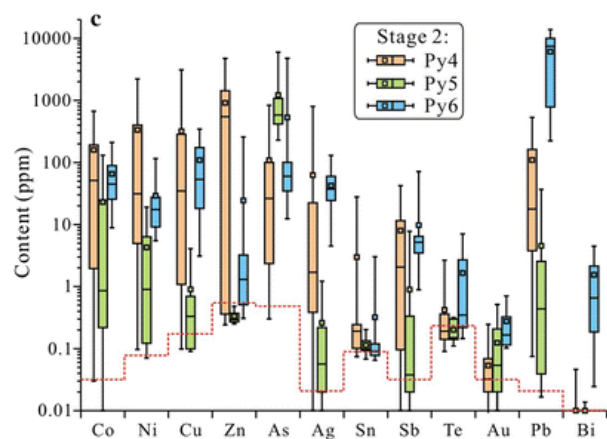 c
Stage 2:
Py4
Py5
Py6
Content (ppm)
10000
1000
100
10
1
0.1
0.01
Co Ni Cu Zn As Ag Sn Sb Te Au Pb Bi